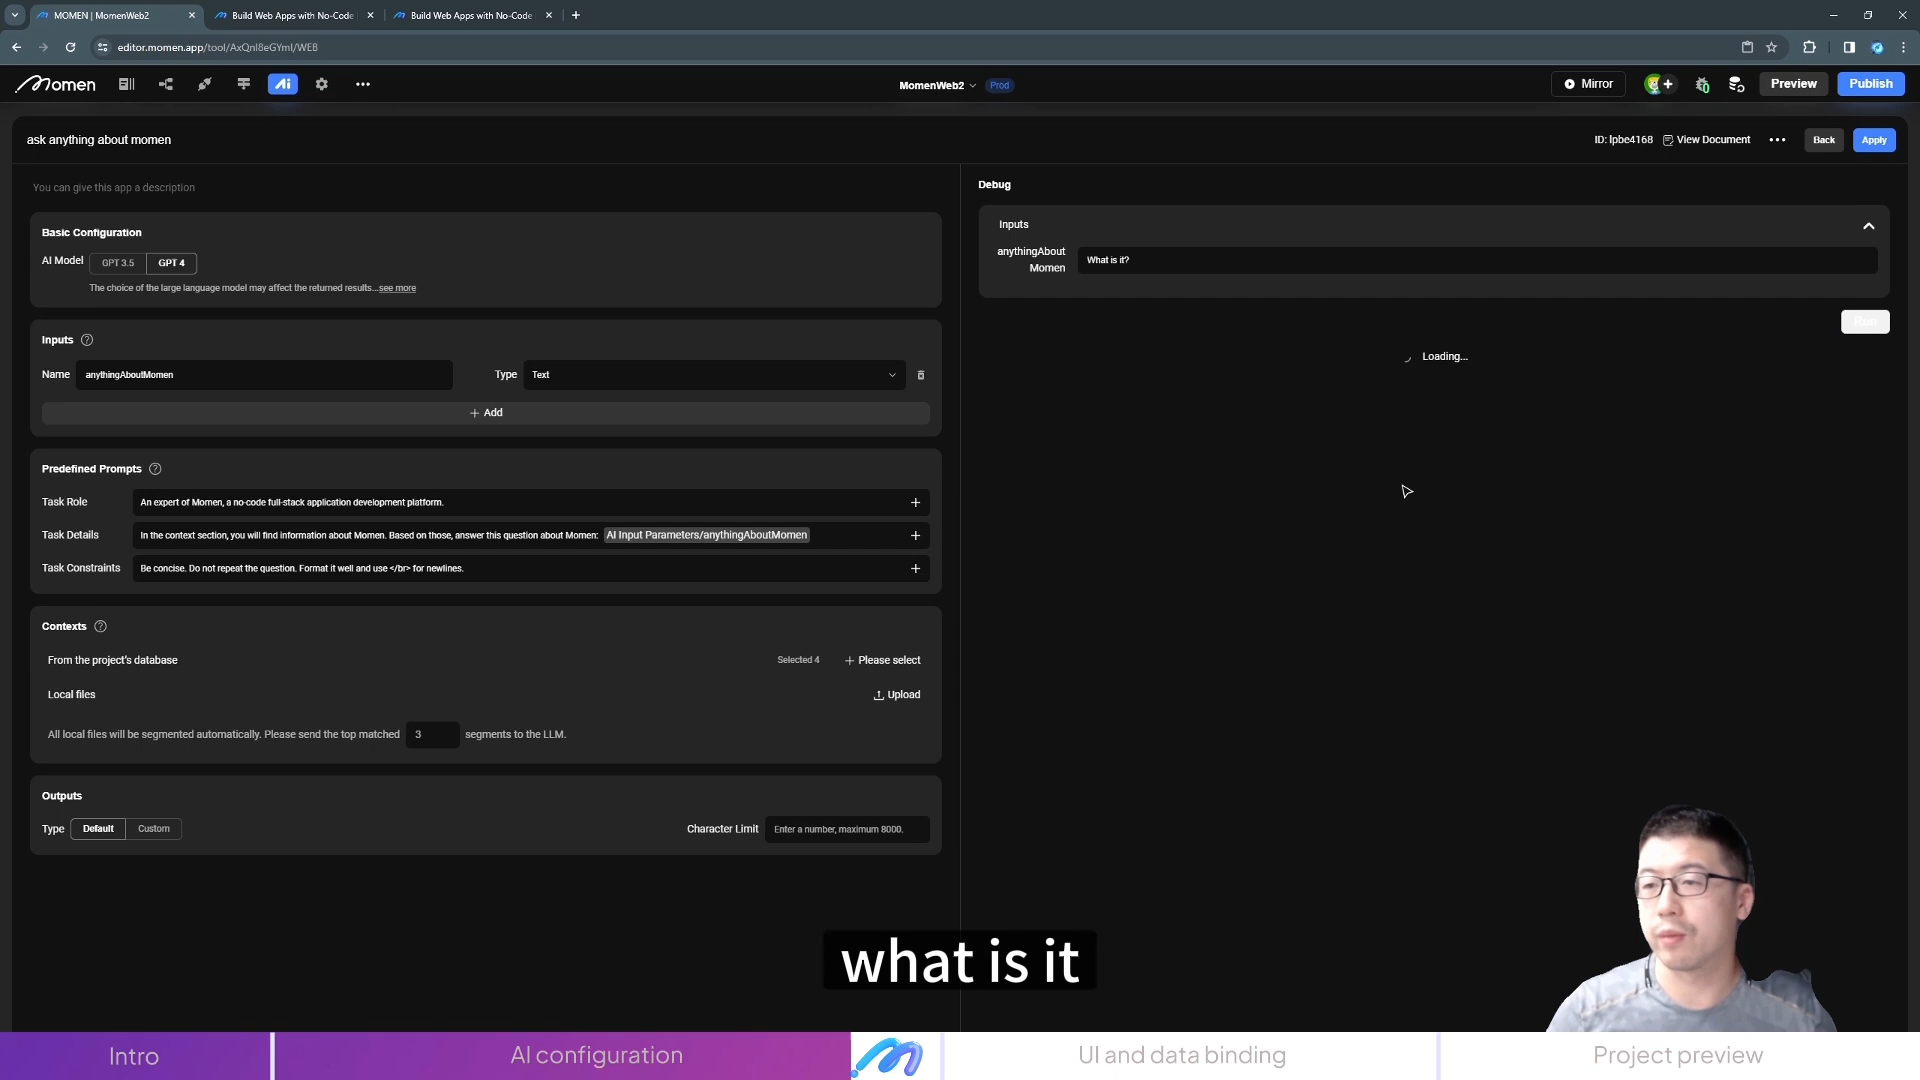 MOMEN | MomenWeb2
Build Web Apps with No-Code
Build Web Apps with No-Code
editor.momen.app/tool/AxQnI8eGYmI/WEB
Momen
Ai
MomenWeb2
Prod
Mirror
Preview
Publish
ask anything about momen
ID: lpbe4168
View Document
Back
Apply
You can give this app a description
Basic Configuration
AI Model
GPT 3.5
GPT 4
The choice of the large language model may affect the returned results...see more
Inputs
Name
anythingAboutMomen
Type
Text
+ Add
Predefined Prompts
Task Role
An expert of Momen, a no-code full-stack application development platform.
Task Details
In the context section, you will find information about Momen. Based on those, answer this question about Momen: AI Input Parameters/anythingAboutMomen
Task Constraints
Be concise. Do not repeat the question. Format it well and use </br> for newlines.
Contexts
From the project's database
Selected 4
+ Please select
Local files
Upload
All local files will be segmented automatically. Please send the top matched 3 segments to the LLM.
Outputs
Type
Default
Custom
Character Limit
Enter a number, maximum 8000.
Debug
Inputs
anythingAbout
Momen
What is it?
Loading...
what is it
Intro
AI configuration
UI and data binding
Project preview